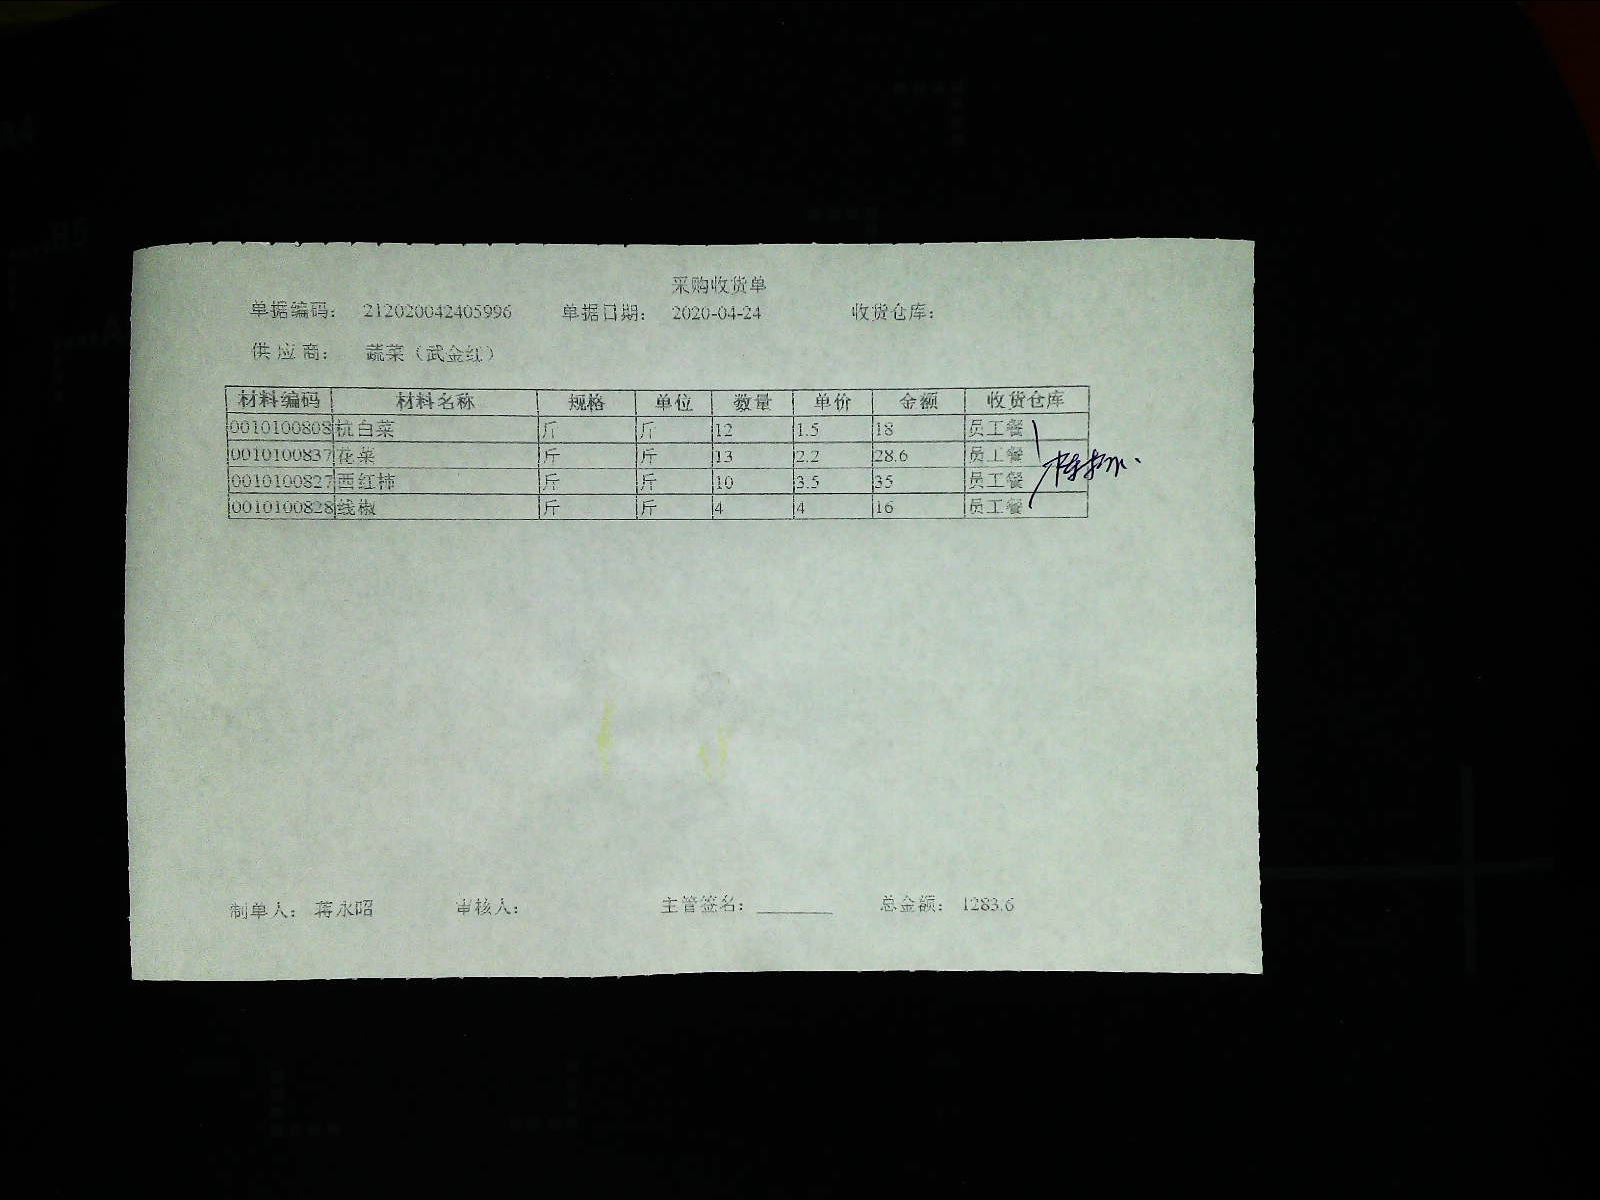 采购收货单
单据编码： 212020042405996 单据日期： 2020-04-24 收货仓库：
供应商： 蔬菜（武金红）
材料编码 材料名称 规格 单位 数量 单价 金额 收货仓库
0010100808 杭白菜 斤 斤 12 1.5 18 员工餐
0010100837 花菜 斤 斤 13 2.2 28.6 员工餐
0010100827 西红柿 斤 斤 10 3.5 35 员工餐
0010100828 线椒 斤 斤 4 4 16 员工餐
制单人： 蒋永昭 审核人： 主管签名： 总金额： 1283.6